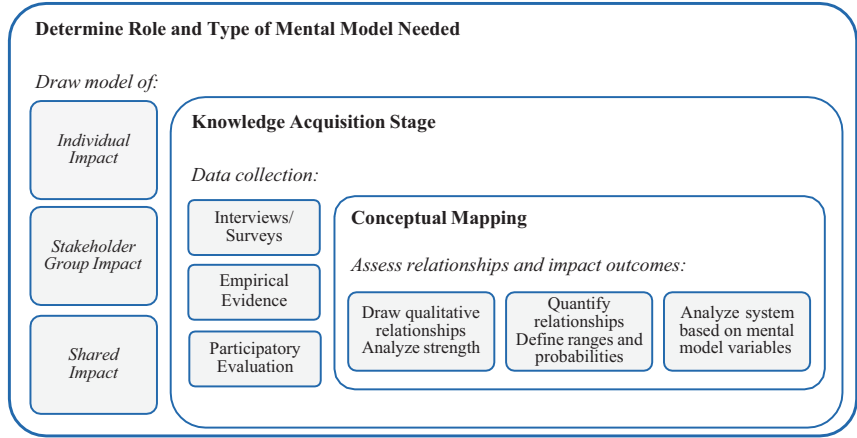 Determine Role and Type of Mental Model Needed
Draw model of:
Individual
Impact
Stakeholder
Group Impact
Shared
Impact
Knowledge Acquisition Stage
Data collection:
Interviews/
Surveys
Empirical
Evidence
Participatory
Evaluation
Conceptual Mapping
Assess relationships and impact outcomes:
Draw qualitative
relationships
Analyze strength
Quantify
relationships
Define ranges and
probabilities
Analyze system
based on mental
model variables